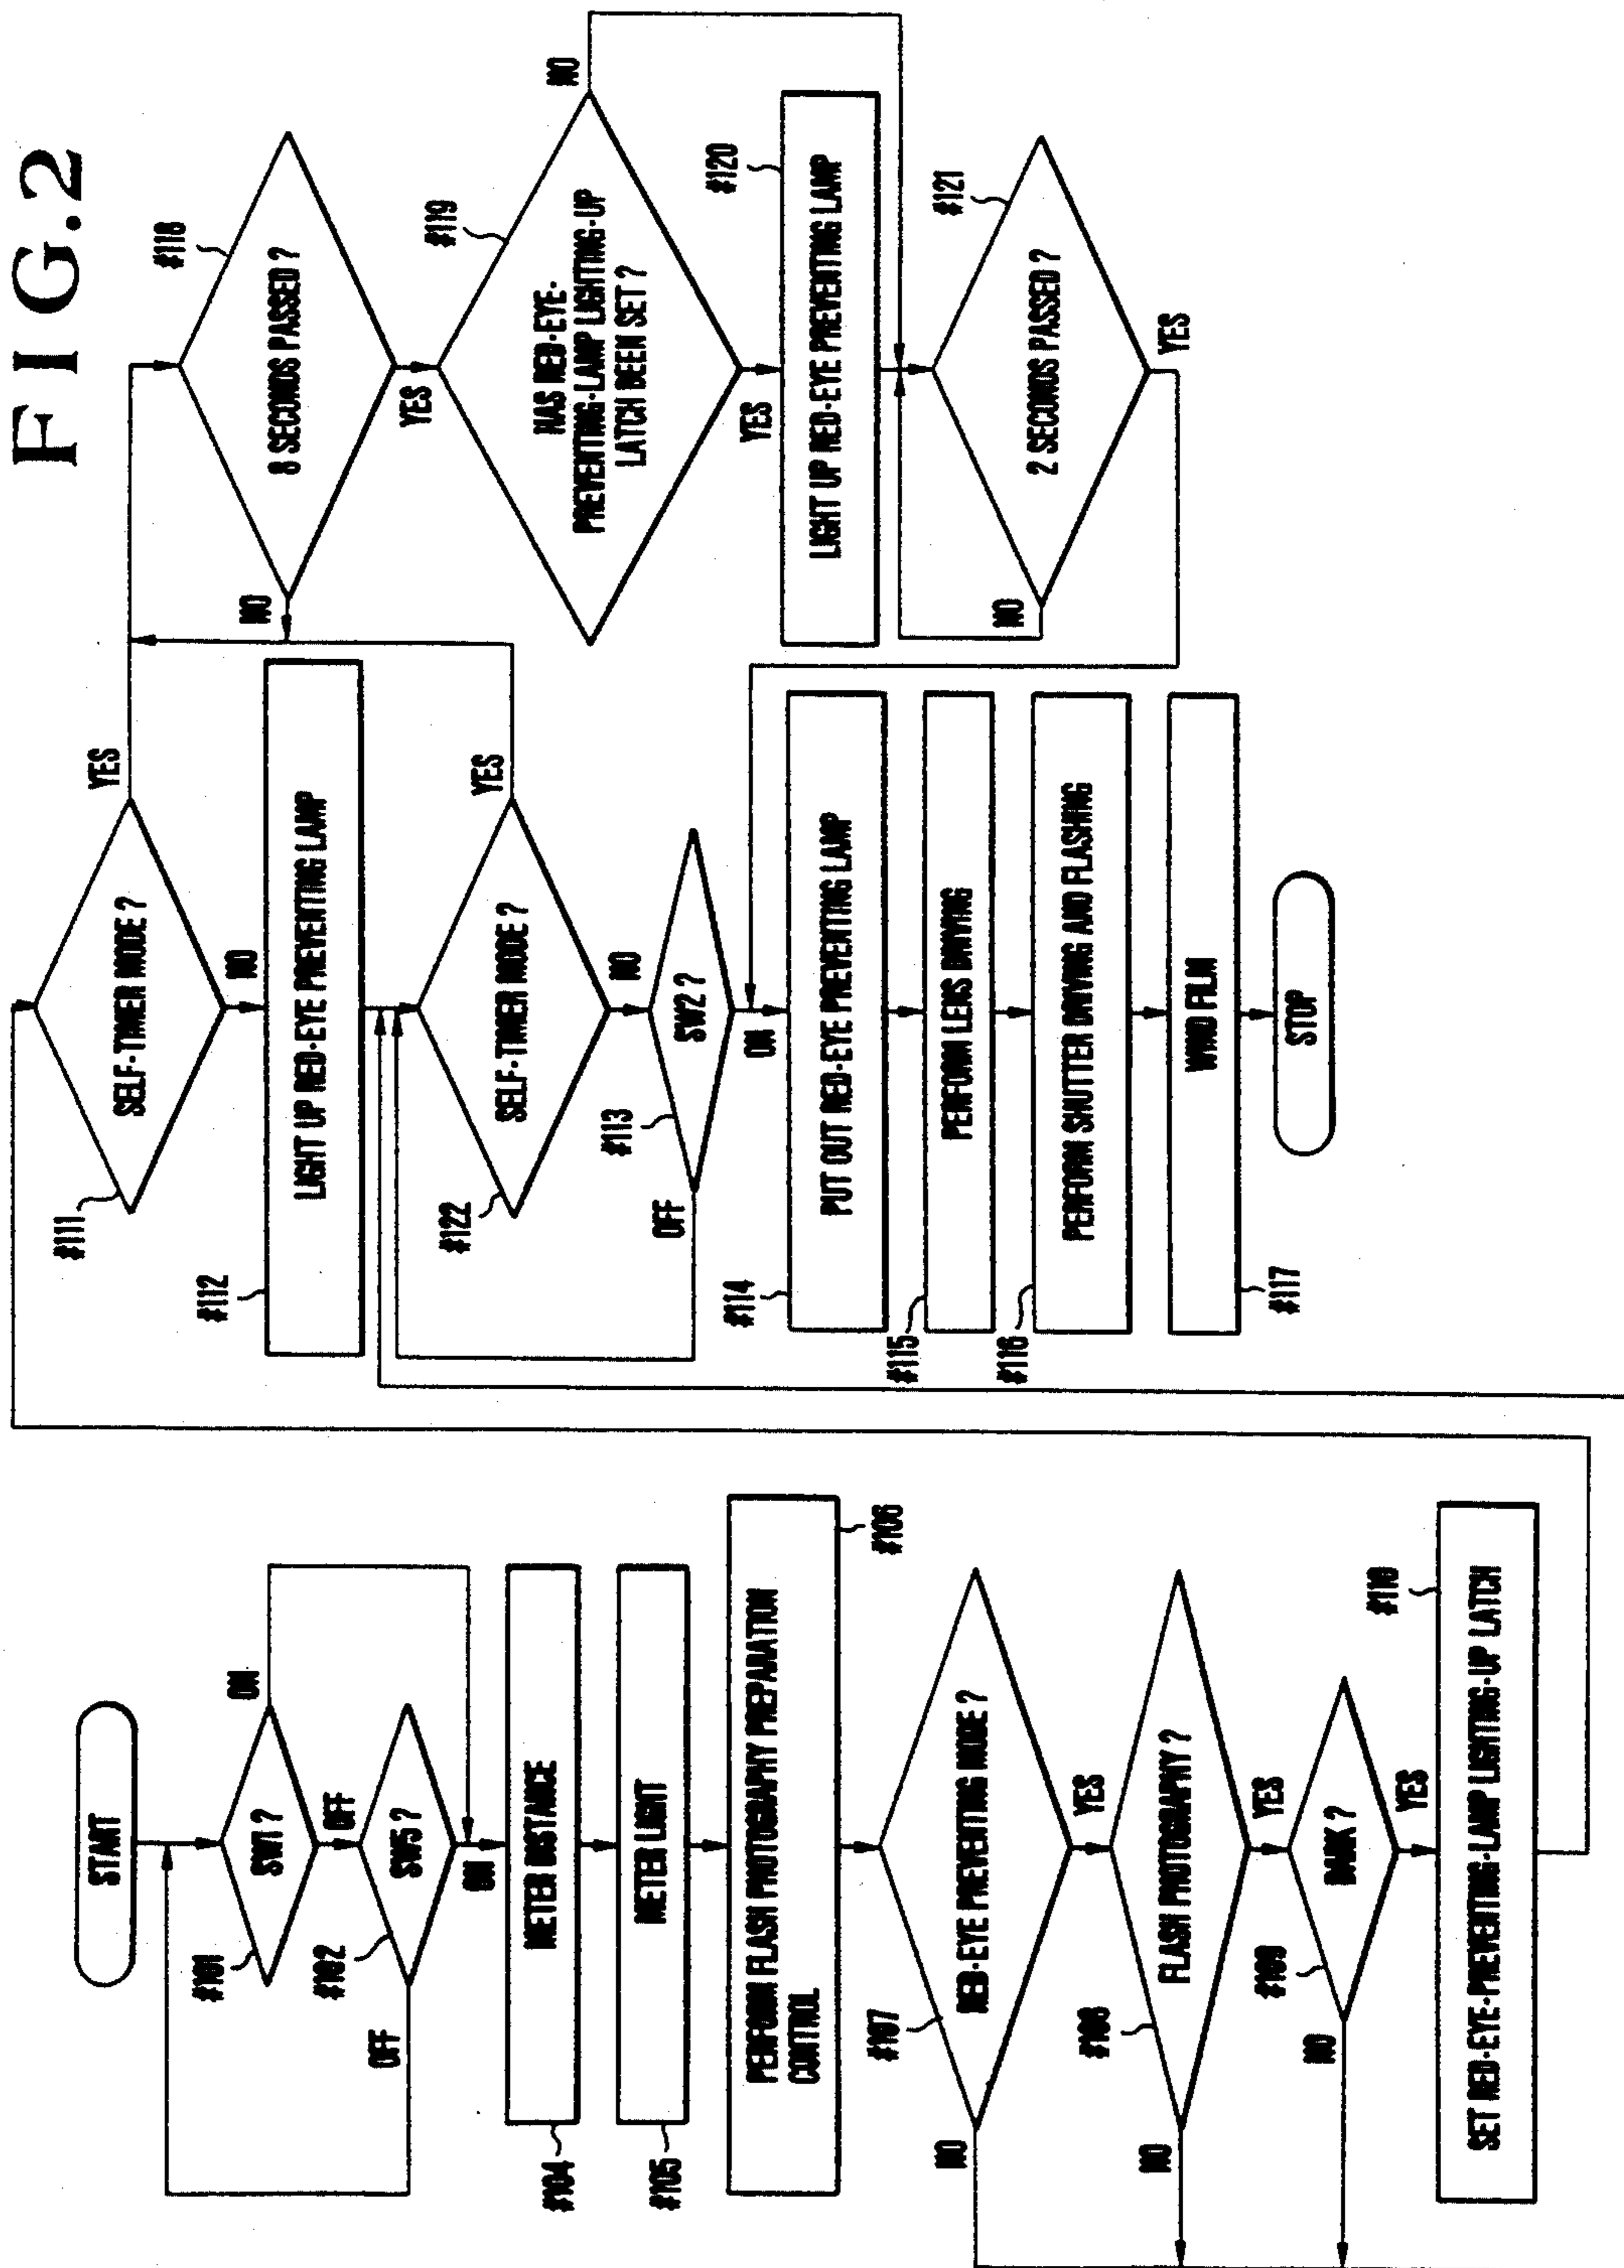 FIG.2
START
#101
SW1 ?
ON
OFF
#102
SW5 ?
OFF
ON
#104
METER DISTANCE
#105
METER LIGHT
#106
PERFORM FLASH PHOTOGRAPHY PREPARATION
CONTROL
#107
RED-EYE PREVENTING MODE ?
NO
YES
#108
FLASH PHOTOGRAPHY ?
NO
YES
#109
DARK ?
NO
YES
#110
SET RED-EYE-PREVENTING-LAMP LIGHTING-UP LATCH
#111
SELF-TIMER MODE ?
YES
NO
#112
LIGHT UP RED-EYE PREVENTING LAMP
#122
SELF-TIMER MODE ?
YES
NO
#113
SW2 ?
OFF
ON
#114
PUT OUT RED-EYE PREVENTING LAMP
#115
PERFORM LENS DRIVING
#116
PERFORM SHUTTER DRIVING AND FLASHING
#117
WIND FILM
STOP
#118
8 SECONDS PASSED ?
NO
YES
#119
HAS RED-EYE-
PREVENTING-LAMP LIGHTING-UP
LATCH BEEN SET ?
NO
YES
#120
LIGHT UP RED-EYE PREVENTING LAMP
#121
2 SECONDS PASSED ?
NO
YES